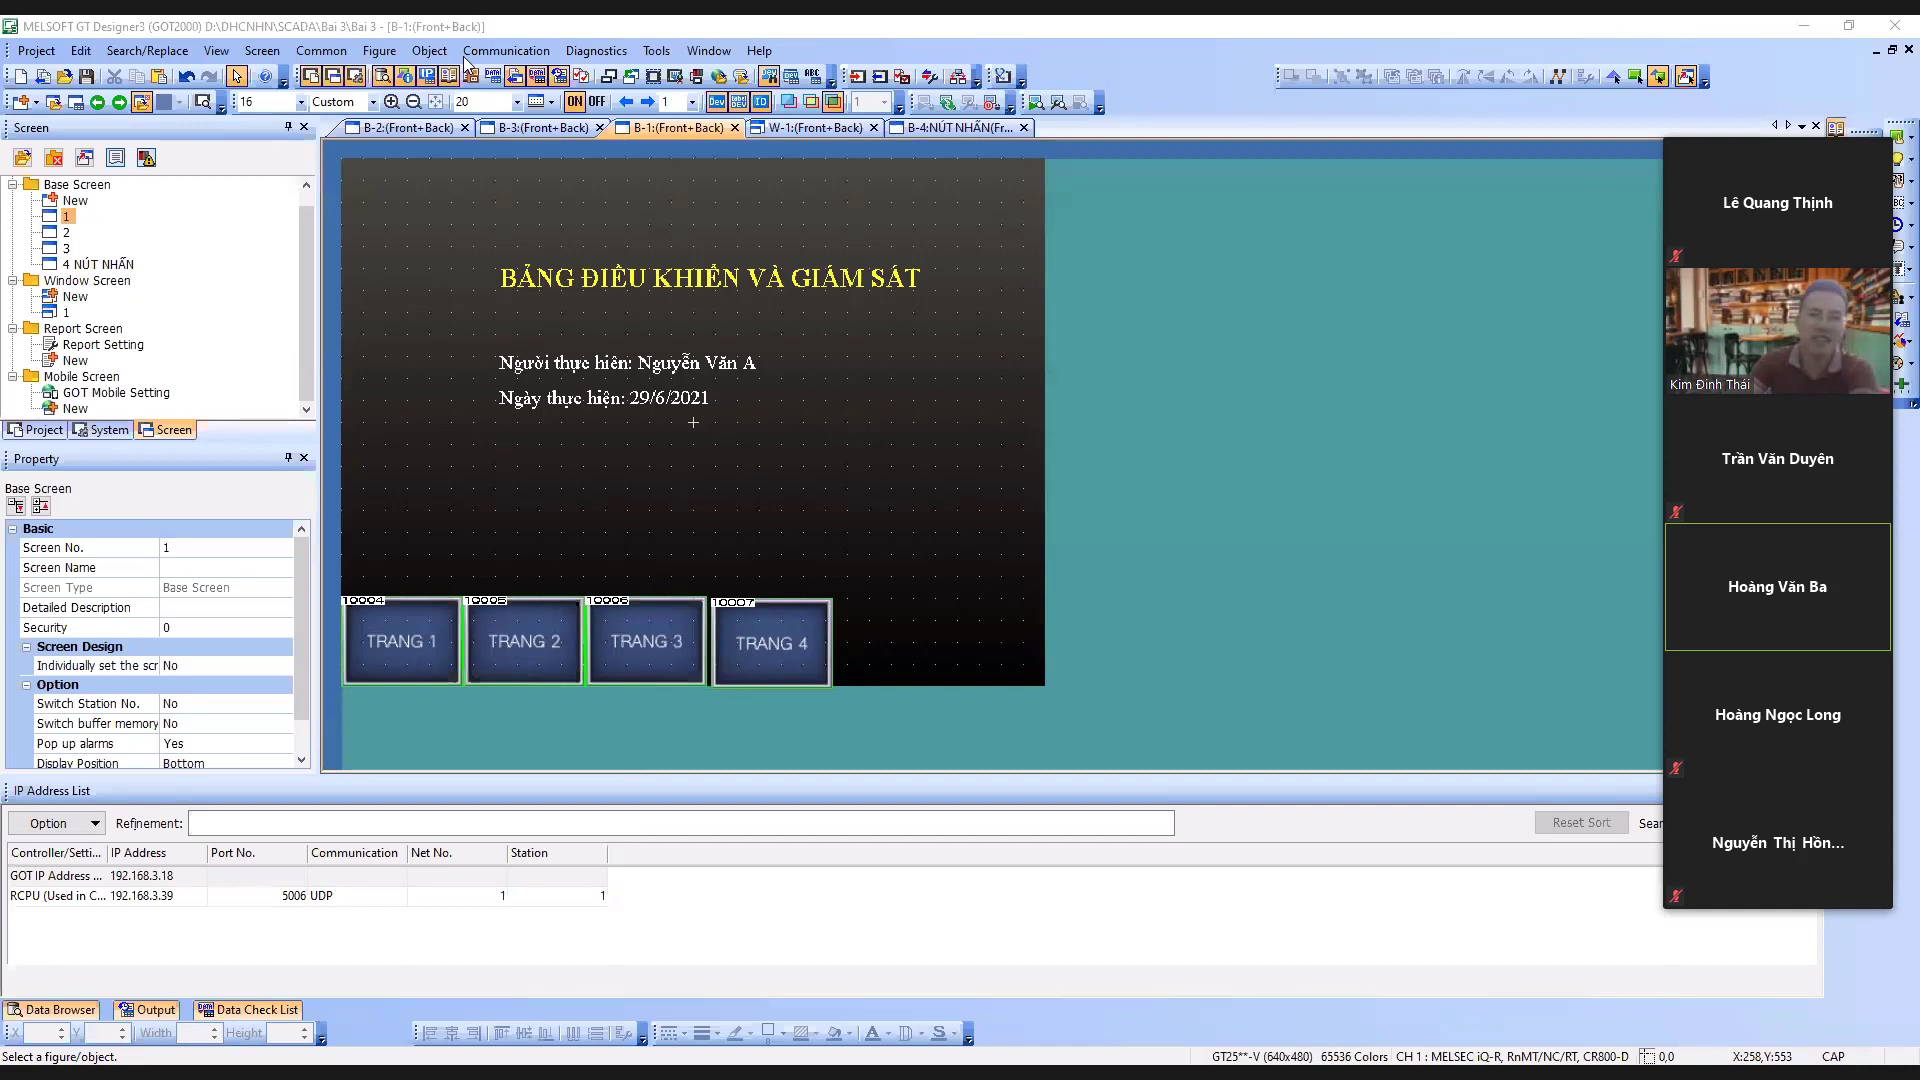 MELSOFT GT Designer3 (GOT2000) D:\DHCNHN\SCADA\Bai 3\Bai 3 - [B-1:(Front+Back)]
Project Edit Search/Replace View Screen Common Figure Object Communication Diagnostics Tools Window Help
16 Custom 20 ON OFF 1 Dev ID 1
Screen
B-2:(Front+Back) B-3:(Front+Back) B-1:(Front+Back) W-1:(Front+Back) B-4:NÚT NHẤN(Fr...
Base Screen
New
1
2
3
4 NÚT NHẤN
Window Screen
New
1
Report Screen
Report Setting
New
Mobile Screen
GOT Mobile Setting
New
Project System Screen
Property
Base Screen
Basic
Screen No. 1
Screen Name
Screen Type Base Screen
Detailed Description
Security 0
Screen Design
Individually set the scr No
Option
Switch Station No. No
Switch buffer memory No
Pop up alarms Yes
Display Position Bottom
BẢNG ĐIỀU KHIỂN VÀ GIÁM SÁT
Người thực hiên: Nguyễn Văn A
Ngày thực hiện: 29/6/2021
10004 10005 10006 10007
TRANG 1 TRANG 2 TRANG 3 TRANG 4
Lê Quang Thịnh
Kim Đinh Thái
Trần Văn Duyên
Hoàng Văn Ba
Hoàng Ngọc Long
Nguyễn Thị Hồn...
IP Address List
Option Refinement: Reset Sort Sear
Controller/Setti... IP Address Port No. Communication Net No. Station
GOT IP Address ... 192.168.3.18
RCPU (Used in C... 192.168.3.39 5006 UDP 1 1
Data Browser Output Data Check List
X Y Width Height
Select a figure/object.
GT25**-V (640x480) 65536 Colors CH 1 : MELSEC iQ-R, RnMT/NC/RT, CR800-D 0,0 X:258,Y:553 CAP